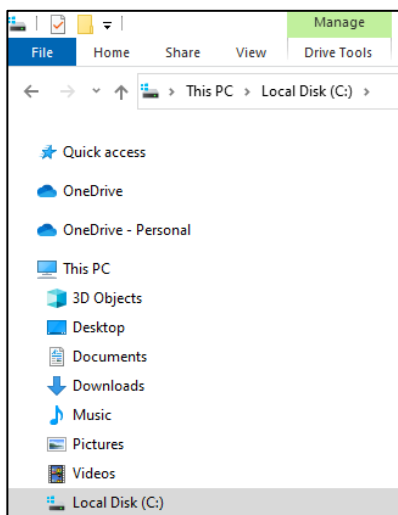 Manage
File Home Share View Drive Tools
This PC Local Disk (C:)
Quick access
OneDrive
OneDrive - Personal
This PC
3D Objects
Desktop
Documents
Downloads
Music
Pictures
Videos
Local Disk (C:)